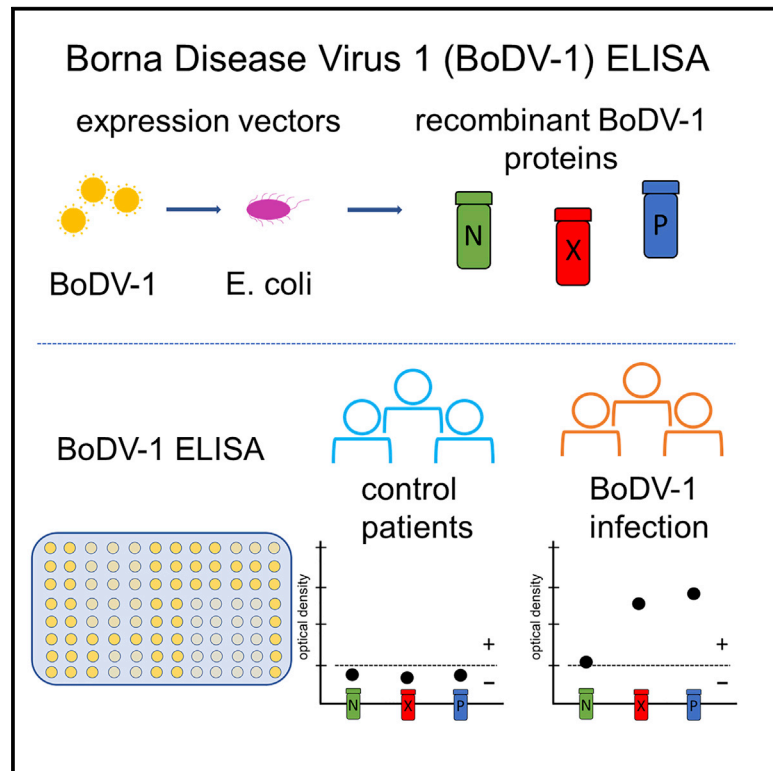 Borna Disease Virus 1 (BoDV-1) ELISA
expression vectors
recombinant BoDV-1
proteins
N
X
P
BoDV-1
E. coli
BoDV-1 ELISA
control
patients
BoDV-1
infection
optical density
+
–
N
X
P
optical density
+
–
N
X
P